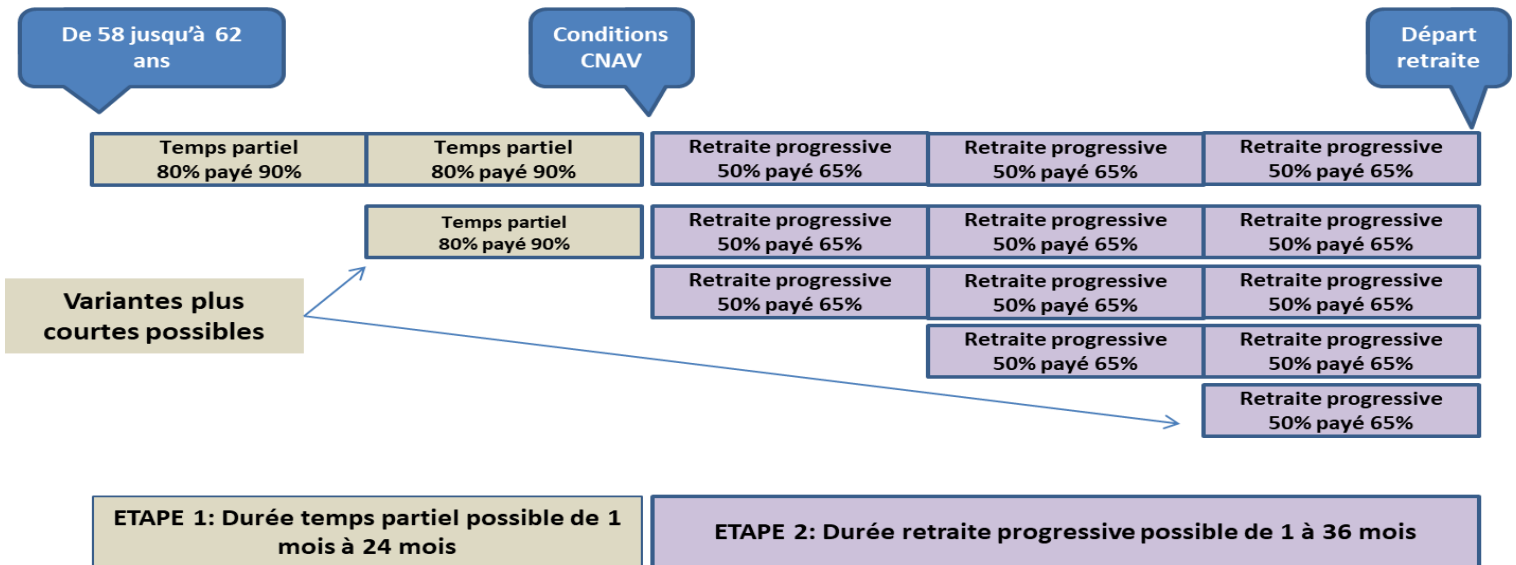 De 58 jusqu'à 62
ans
Conditions
CNAV
Départ
retraite
Temps partiel
80% payé 90%
Temps partiel
80% payé 90%
Retraite progressive
50% payé 65%
Retraite progressive
50% payé 65%
Retraite progressive
50% payé 65%
Temps partiel
80% payé 90%
Retraite progressive
50% payé 65%
Retraite progressive
50% payé 65%
Retraite progressive
50% payé 65%
Variantes plus
courtes possibles
Retraite progressive
50% payé 65%
Retraite progressive
50% payé 65%
Retraite progressive
50% payé 65%
Retraite progressive
50% payé 65%
Retraite progressive
50% payé 65%
Retraite progressive
50% payé 65%
ETAPE 1: Durée temps partiel possible de 1
mois à 24 mois
ETAPE 2: Durée retraite progressive possible de 1 à 36 mois